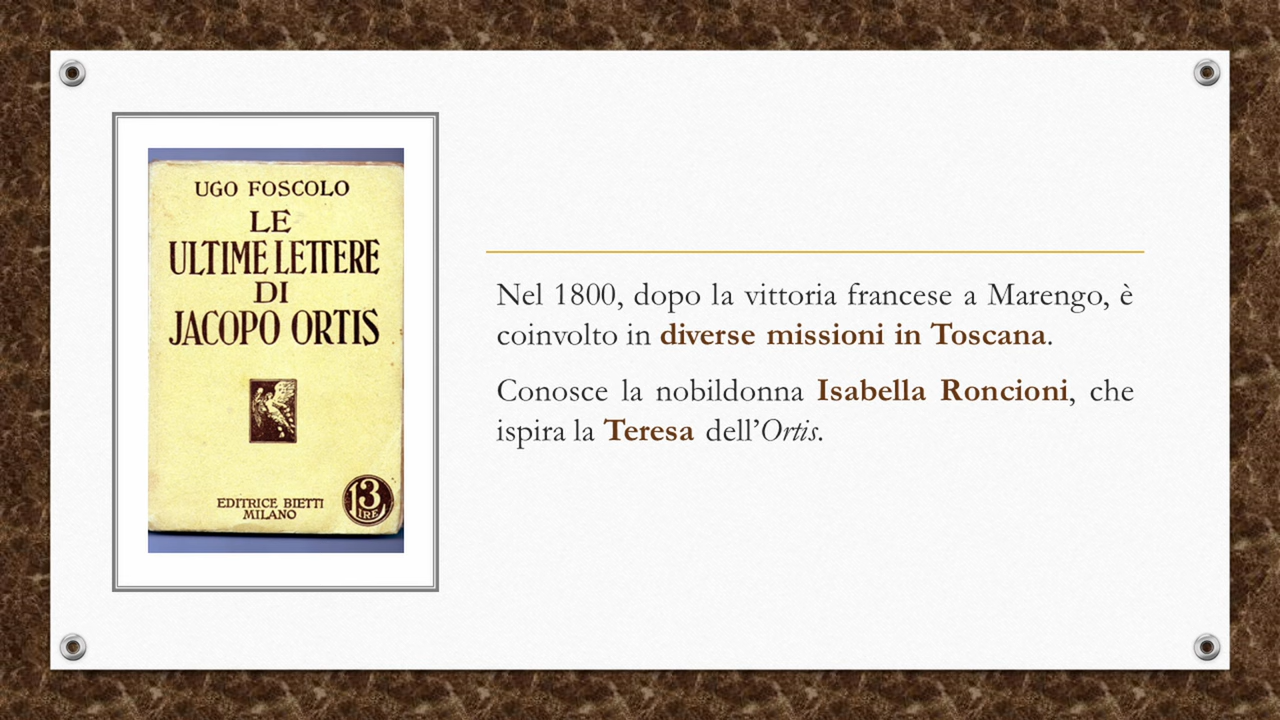 UGO FOSCOLO
LE
ULTIME LETTERE
DI
JACOPO ORTIS
EDITRICE BIETTI
MILANO
13
LIRE
Nel 1800, dopo la vittoria francese a Marengo, è
coinvolto in diverse missioni in Toscana.
Conosce la nobildonna Isabella Roncioni, che
ispira la Teresa dell’Ortis.